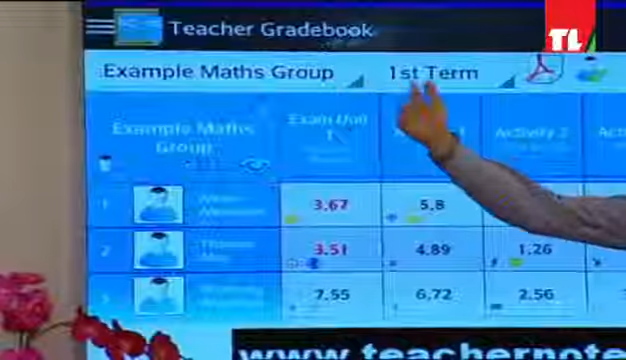 TL
Teacher Gradebook
Example Maths Group 1st Term
Example Maths Group
Exam Unit 1
Activity 2
1 3.67 5.8
2 3.51 4.89 1.26
7.55 6.72 2.56
www.teachernote